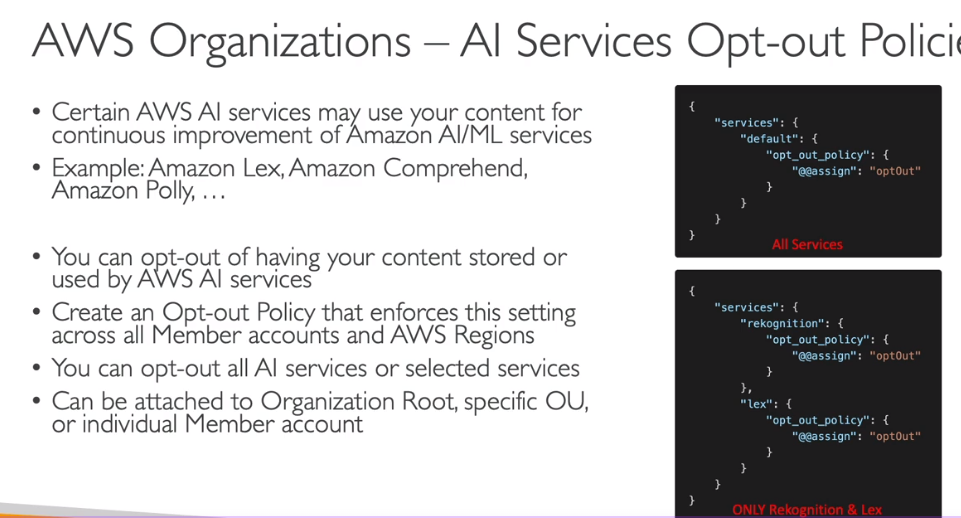 AWS Organizations – AI Services Opt-out Policie
• Certain AWS AI services may use your content for
continuous improvement of Amazon AI/ML services
• Example: Amazon Lex, Amazon Comprehend,
Amazon Polly, …
• You can opt-out of having your content stored or
used by AWS AI services
• Create an Opt-out Policy that enforces this setting
across all Member accounts and AWS Regions
• You can opt-out all AI services or selected services
• Can be attached to Organization Root, specific OU,
or individual Member account
{
"services": {
"default": {
"opt_out_policy": {
"@@assign": "optOut"
}
}
}
}
All Services
{
"services": {
"rekognition": {
"opt_out_policy": {
"@@assign": "optOut"
}
},
"lex": {
"opt_out_policy": {
"@@assign": "optOut"
}
}
}
}
ONLY Rekognition & Lex